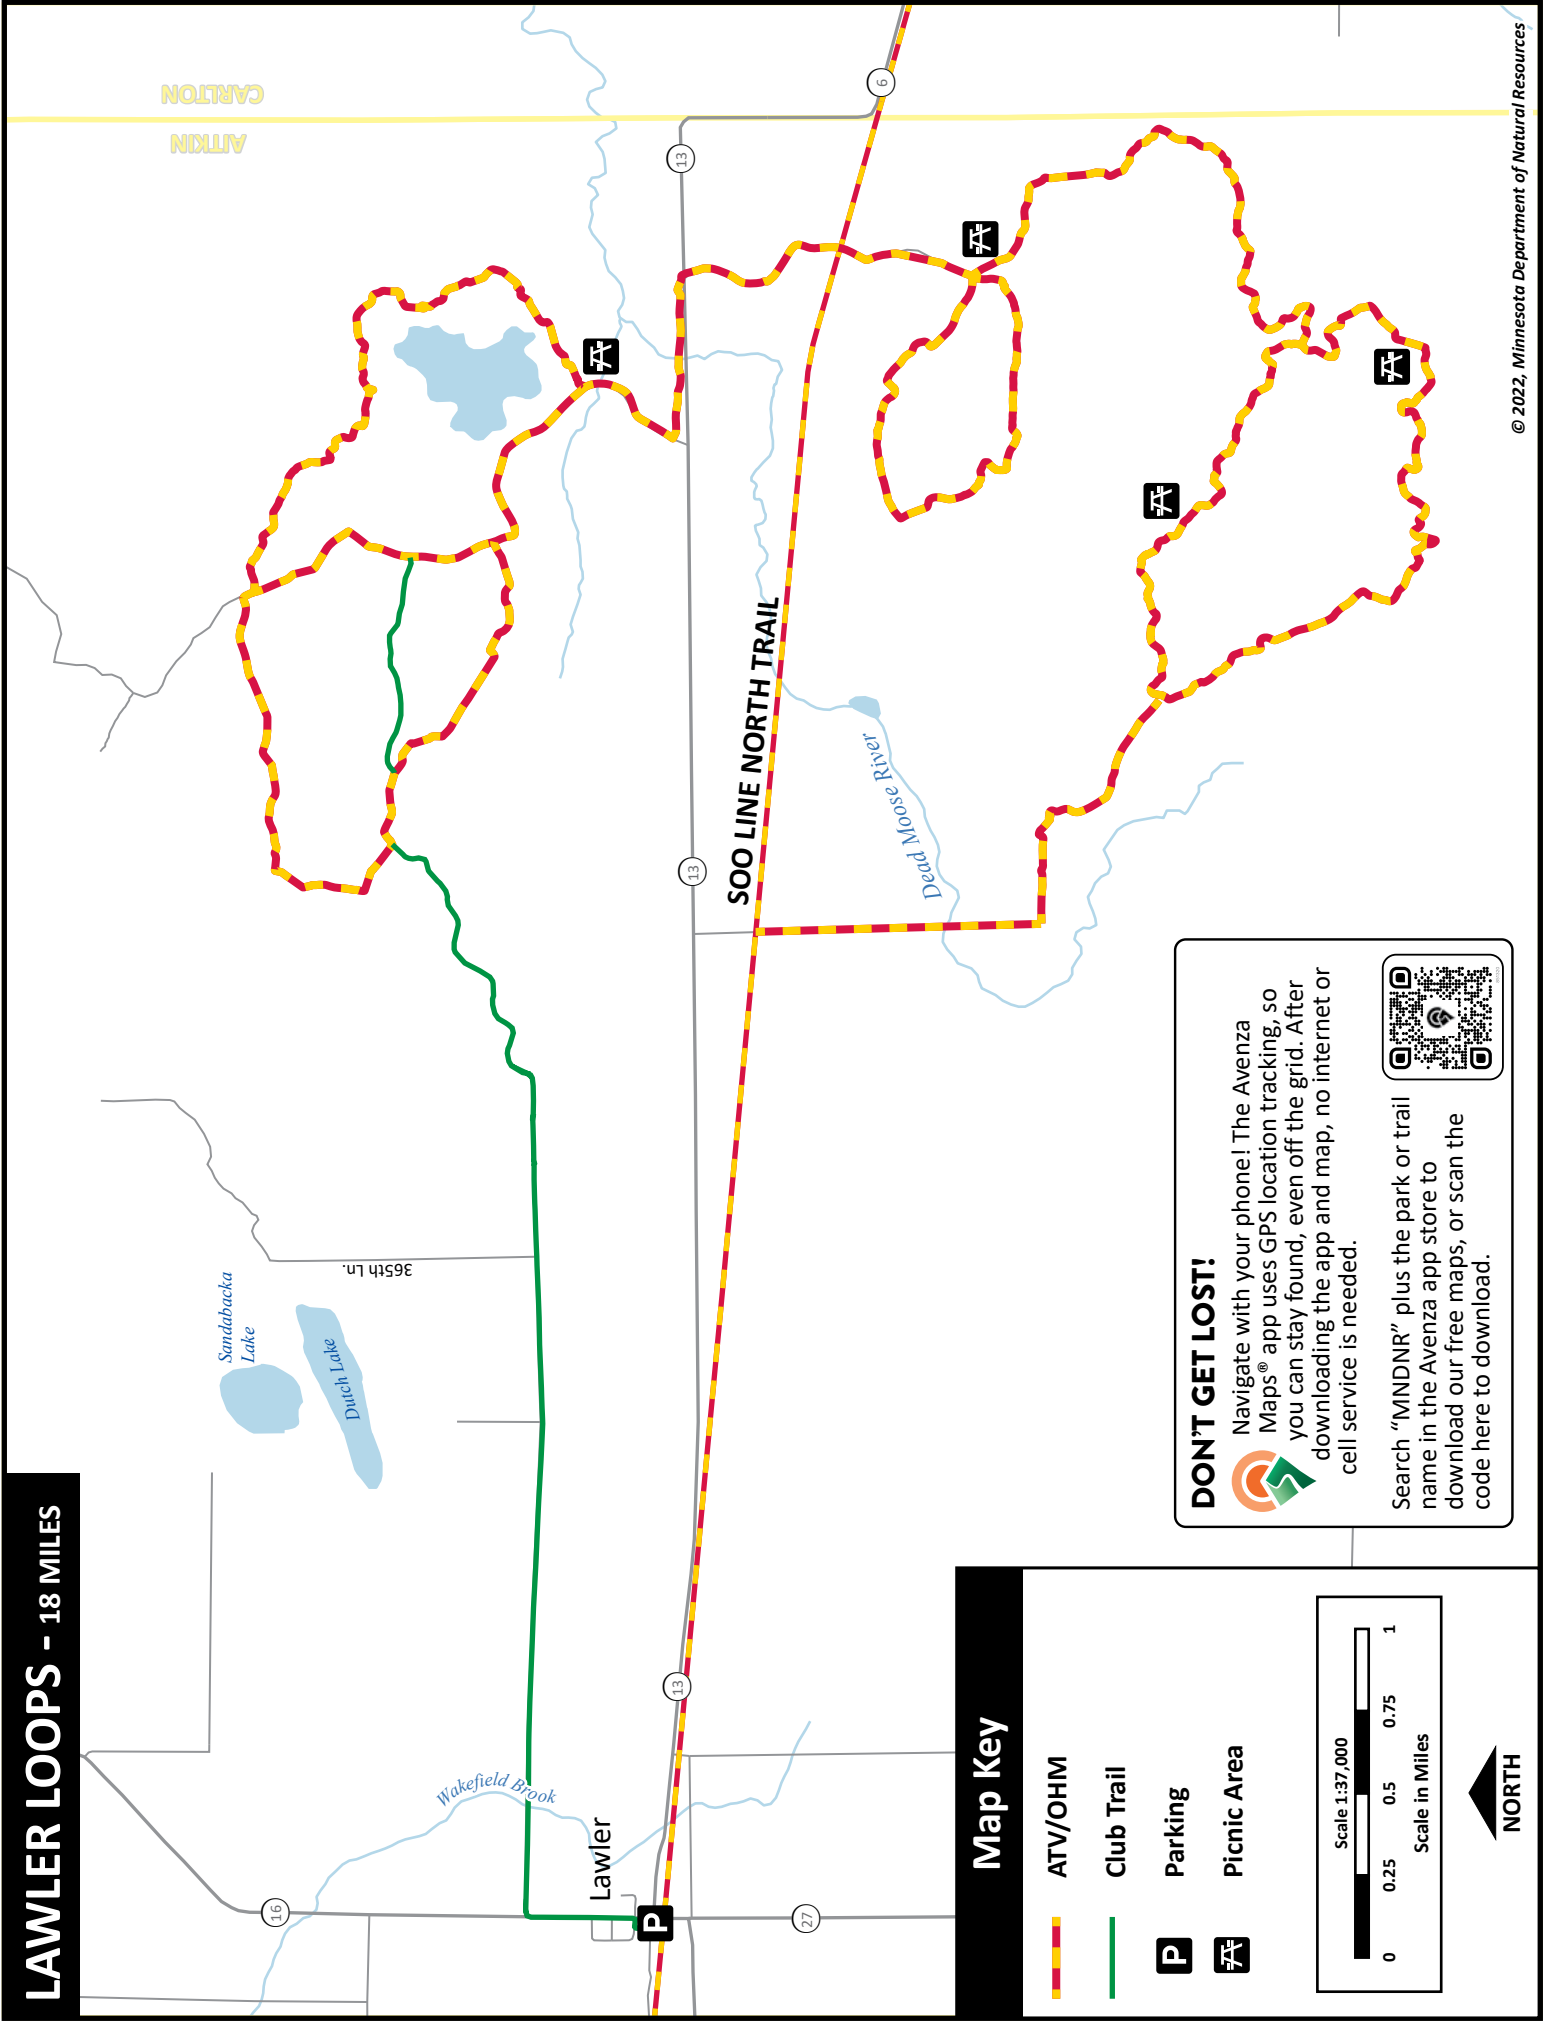 LAWLER LOOPS - 18 MILES
CARLTON
AITKIN
16
27
13
13
13
6
365th Ln.
Sandabacka
Lake
Dutch Lake
Wakefield Brook
Lawler
P
SOO LINE NORTH TRAIL
Dead Moose River
Map Key
ATV/OHM
Club Trail
P
Parking
Picnic Area
Scale 1:37,000
0 0.25 0.5 0.75 1
Scale in Miles
NORTH
DON'T GET LOST!
Navigate with your phone! The Avenza
Maps® app uses GPS location tracking, so
you can stay found, even off the grid. After
downloading the app and map, no internet or
cell service is needed.
Search “MNDNR” plus the park or trail
name in the Avenza app store to
download our free maps, or scan the
code here to download.
© 2022, Minnesota Department of Natural Resources